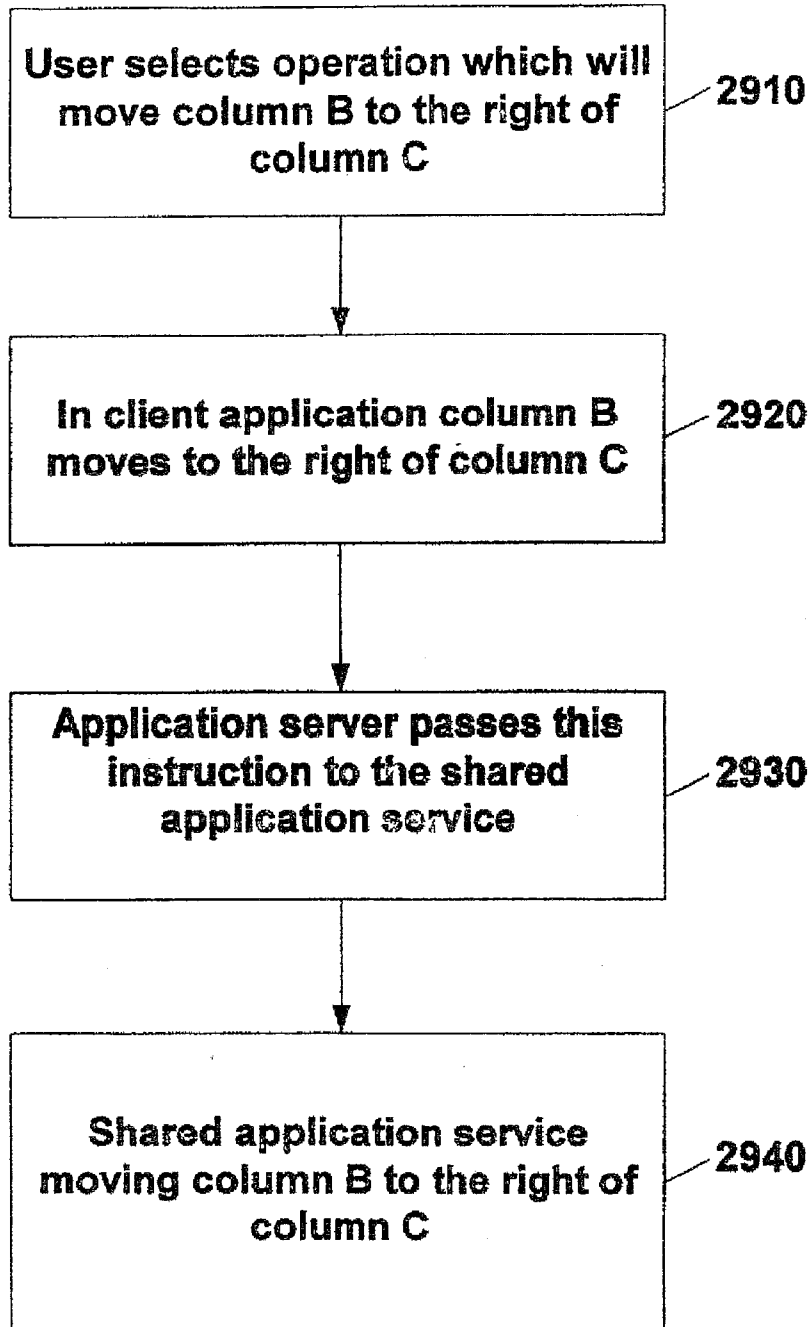 User selects operation which will
move column B to the right of
column C
2910
In client application column B
moves to the right of column C
2920
Application server passes this
instruction to the shared
application service
2930
Shared application service
moving column B to the right of
column C
2940